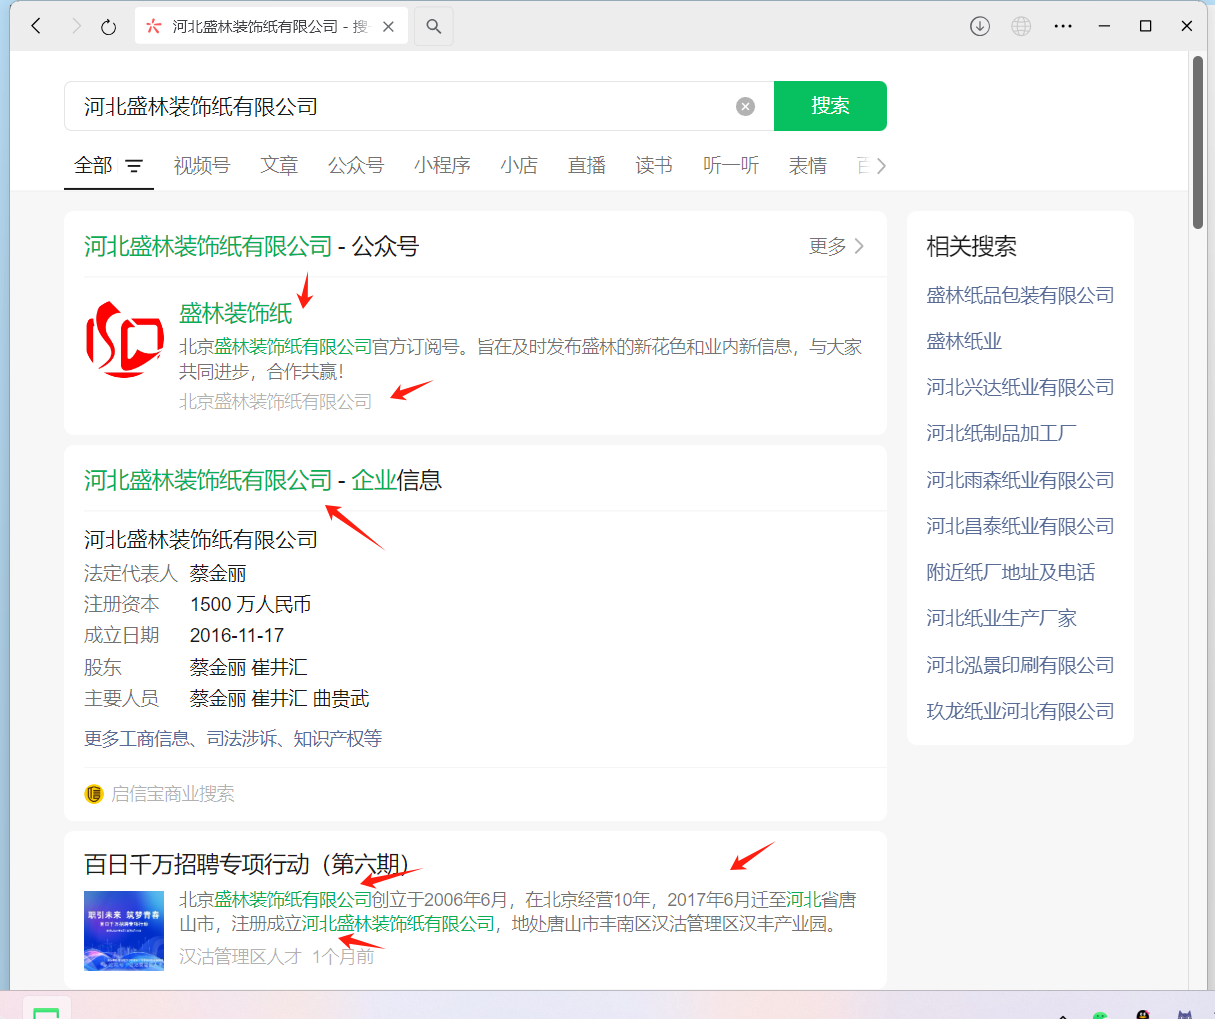 河北盛林装饰纸有限公司 - 搜
河北盛林装饰纸有限公司
搜索
全部 视频号 文章 公众号 小程序 小店 直播 读书 听一听 表情
河北盛林装饰纸有限公司 - 公众号
更多
盛林装饰纸
北京盛林装饰纸有限公司官方订阅号。旨在及时发布盛林的新花色和业内新信息，与大家
共同进步，合作共赢！
北京盛林装饰纸有限公司
河北盛林装饰纸有限公司 - 企业信息
河北盛林装饰纸有限公司
法定代表人 蔡金丽
注册资本 1500 万人民币
成立日期 2016-11-17
股东 蔡金丽 崔井汇
主要人员 蔡金丽 崔井汇 曲贵武
更多工商信息、司法涉诉、知识产权等
启信宝商业搜索
百日千万招聘专项行动（第六期）
职引未来 筑梦青春
北京盛林装饰纸有限公司创立于2006年6月，在北京经营10年，2017年6月迁至河北省唐
山市，注册成立河北盛林装饰纸有限公司，地处唐山市丰南区汉沽管理区汉丰产业园。
汉沽管理区人才 1个月前
相关搜索
盛林纸品包装有限公司
盛林纸业
河北兴达纸业有限公司
河北纸制品加工厂
河北雨森纸业有限公司
河北昌泰纸业有限公司
附近纸厂地址及电话
河北纸业生产厂家
河北泓景印刷有限公司
玖龙纸业河北有限公司